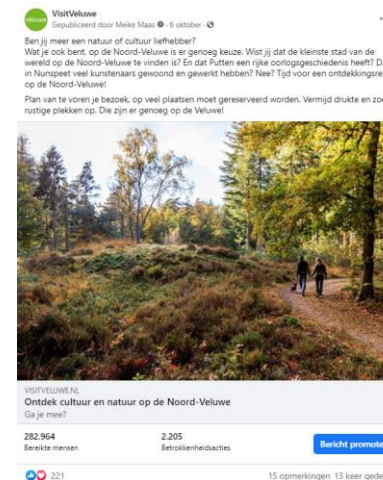 VELUWE
VisitVeluwe
Gepubliceerd door Meike Maas · 6 oktober ·
Ben jij meer een natuur of cultuur liefhebber?
Wat je ook bent, op de Noord-Veluwe is er genoeg keuze. Wist jij dat de kleinste stad van de
wereld op de Noord-Veluwe te vinden is? En dat Putten een rijke oorlogsgeschiedenis heeft?
in Nunspeet veel kunstenaars gewoond en gewerkt hebben? Nee? Tijd voor een
op de Noord-Veluwe!
Plan van te voren je bezoek, op veel plaatsen moet gereserveerd worden. Vermijd drukte en
rustige plekken op. Die zijn er genoeg op de Veluwe!
VISITVELUWE.NL
Ontdek cultuur en natuur op de Noord-Veluwe
Ga je mee?
282.964
Bereikte mensen
2.205
Betrokkenheidsacties
Bericht
221
15 opmerkingen 13 keer